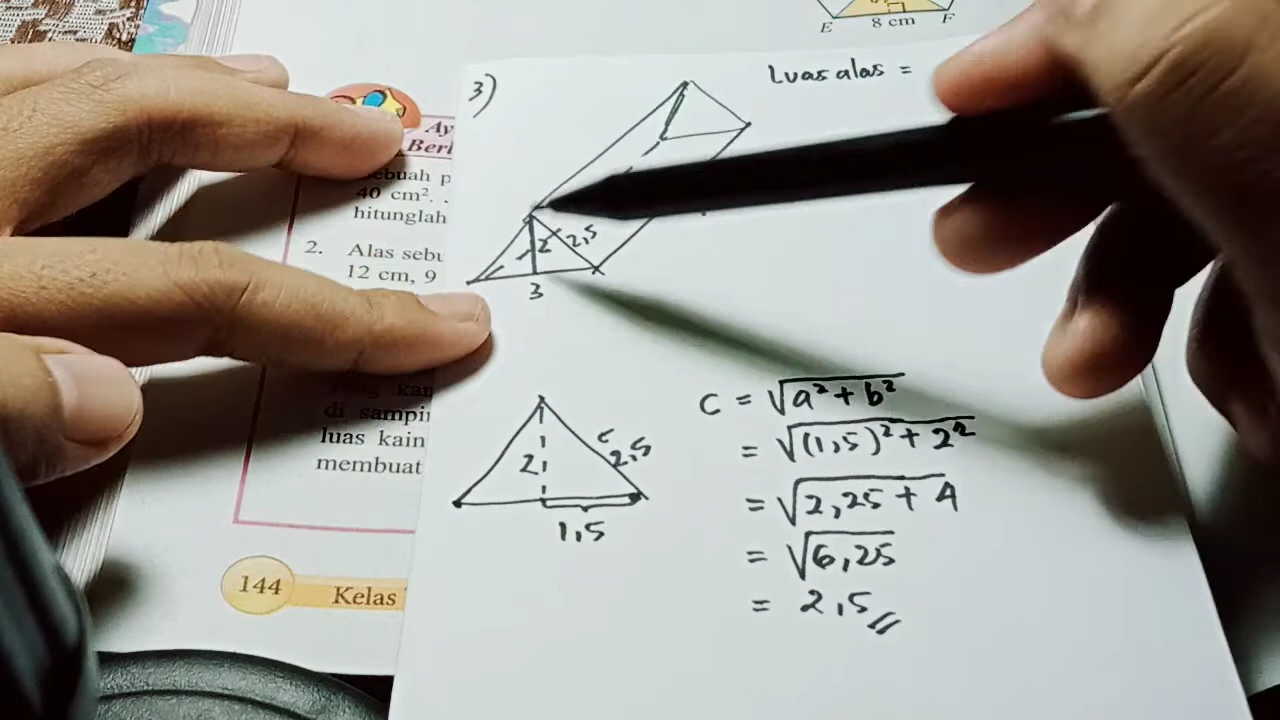 E 8 cm F
3)
Luas alas =
Ay
Berl
ebuah p
40 cm².
hitunglah
2. Alas sebu
12 cm, 9
2 2,5
3
di sampi
luas kain
membuat
144 Kelas
2 c 2,5
1,5
c = √a² + b²
= √(1,5)² + 2²
= √2,25 + 4
= √6,25
= 2,5